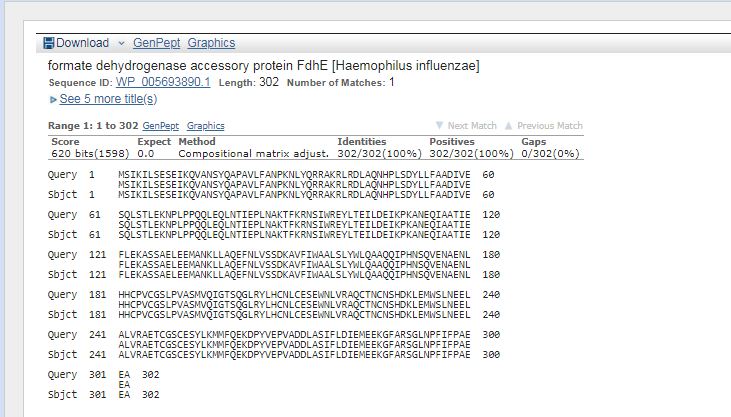 Download GenPept Graphics
formate dehydrogenase accessory protein FdhE [Haemophilus influenzae]
Sequence ID: WP_005693890.1 Length: 302 Number of Matches: 1
See 5 more title(s)
Range 1: 1 to 302 GenPept Graphics Next Match Previous Match
Score Expect Method Identities Positives Gaps
620 bits(1598) 0.0 Compositional matrix adjust. 302/302(100%) 302/302(100%) 0/302(0%)
Query 1 MSIKILSESEIKQVANSYQAPAVLFANPKNLYQRRAKRLRDLAQNHPLSDYLLFAADIVE 60
MSIKILSESEIKQVANSYQAPAVLFANPKNLYQRRAKRLRDLAQNHPLSDYLLFAADIVE
Sbjct 1 MSIKILSESEIKQVANSYQAPAVLFANPKNLYQRRAKRLRDLAQNHPLSDYLLFAADIVE 60
Query 61 SQLSTLEKNPLPPQQLEQLNTIEPLNAKTFKRNSIWREYLTEILDEIKPKANEQIAATIE 120
SQLSTLEKNPLPPQQLEQLNTIEPLNAKTFKRNSIWREYLTEILDEIKPKANEQIAATIE
Sbjct 61 SQLSTLEKNPLPPQQLEQLNTIEPLNAKTFKRNSIWREYLTEILDEIKPKANEQIAATIE 120
Query 121 FLEKASSAELEEMANKLLAQEFNLVSSDKAVFIWAALSLYWLQAAQQIPHNSQVENAENL 180
FLEKASSAELEEMANKLLAQEFNLVSSDKAVFIWAALSLYWLQAAQQIPHNSQVENAENL
Sbjct 121 FLEKASSAELEEMANKLLAQEFNLVSSDKAVFIWAALSLYWLQAAQQIPHNSQVENAENL 180
Query 181 HHCPVCGSLPVASMVQIGTSQGLRYLHCNLCESEWNLVRAQCTNCNSHDKLEMWSLNEEL 240
HHCPVCGSLPVASMVQIGTSQGLRYLHCNLCESEWNLVRAQCTNCNSHDKLEMWSLNEEL
Sbjct 181 HHCPVCGSLPVASMVQIGTSQGLRYLHCNLCESEWNLVRAQCTNCNSHDKLEMWSLNEEL 240
Query 241 ALVRAETCGSCESYLKMMFQEKDPYVEPVADDLASIFLDIEMEEKGFARSGLNPFIFPAE 300
ALVRAETCGSCESYLKMMFQEKDPYVEPVADDLASIFLDIEMEEKGFARSGLNPFIFPAE
Sbjct 241 ALVRAETCGSCESYLKMMFQEKDPYVEPVADDLASIFLDIEMEEKGFARSGLNPFIFPAE 300
Query 301 EA 302
EA
Sbjct 301 EA 302